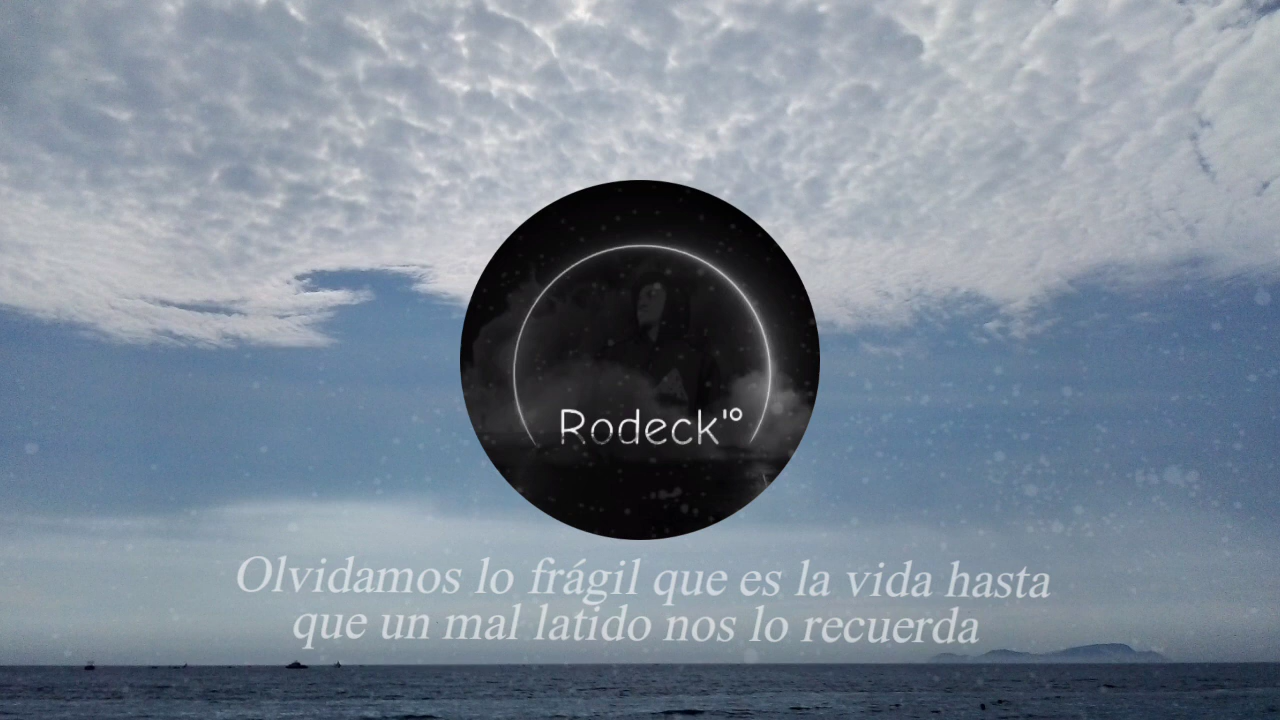 Rodeck'°
Olvidamos lo frágil que es la vida hasta
que un mal latido nos lo recuerda